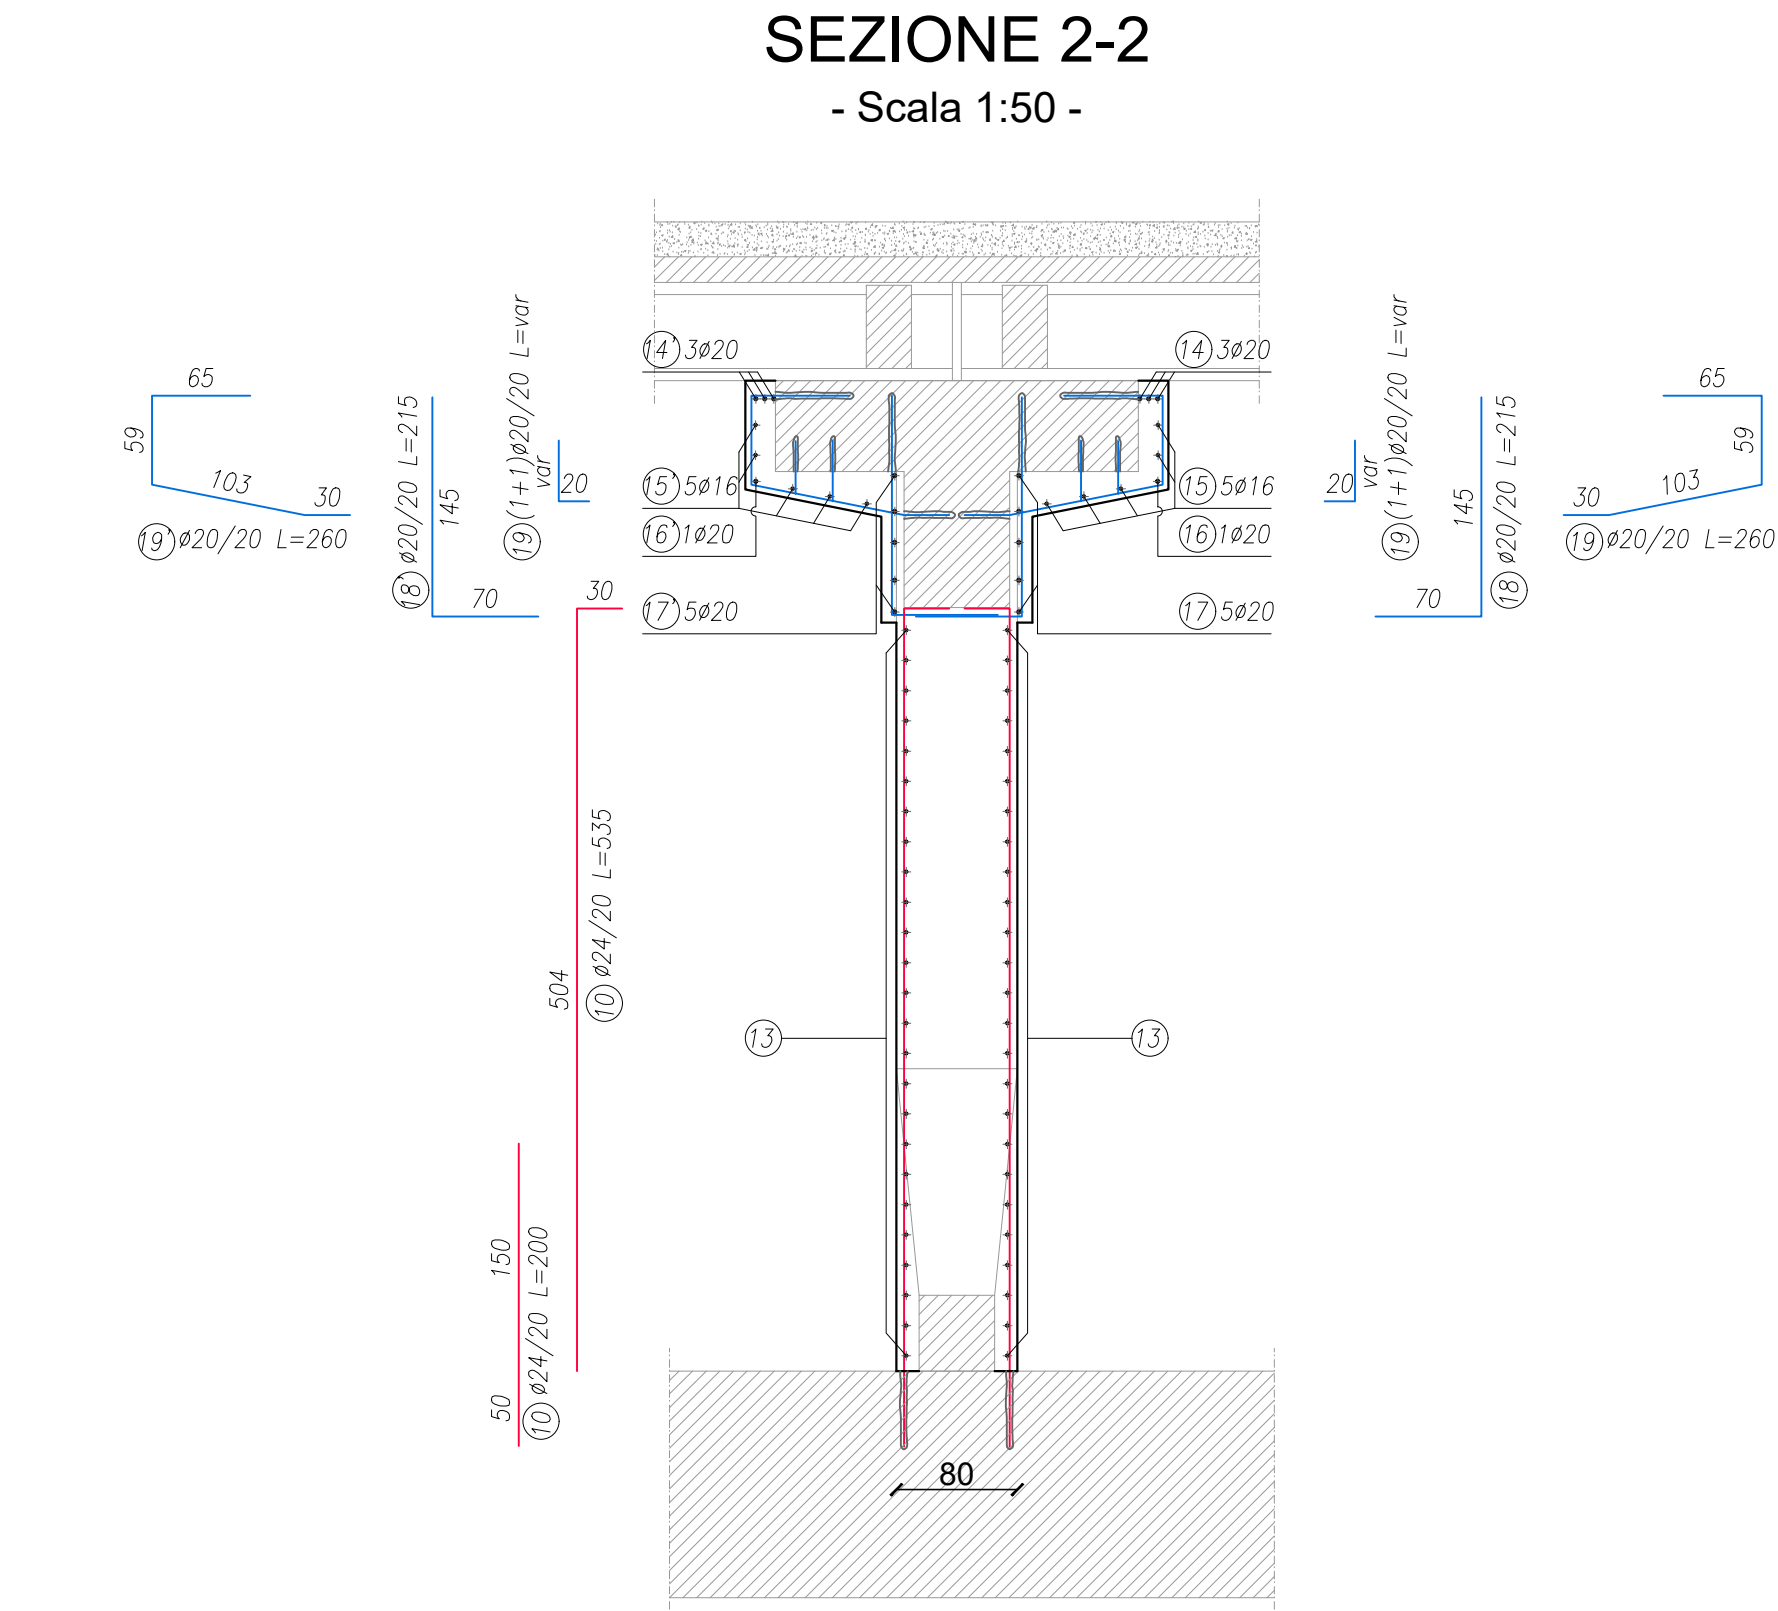 SEZIONE 2-2
- Scala 1:50 -
14' 3ø20
14 3ø20
65
59
103
30
19' ø20/20 L=260
18' ø20/20 L=215
145
70
19 (1+1)ø20/20 L=var
var
20
15' 5ø16
16' 1ø20
17' 5ø20
15 5ø16
16 1ø20
17 5ø20
20
var
19 (1+1)ø20/20 L=var
145
70
18 ø20/20 L=215
65
59
103
30
19 ø20/20 L=260
30
504
10 ø24/20 L=535
13
13
150
50
10 ø24/20 L=200
80